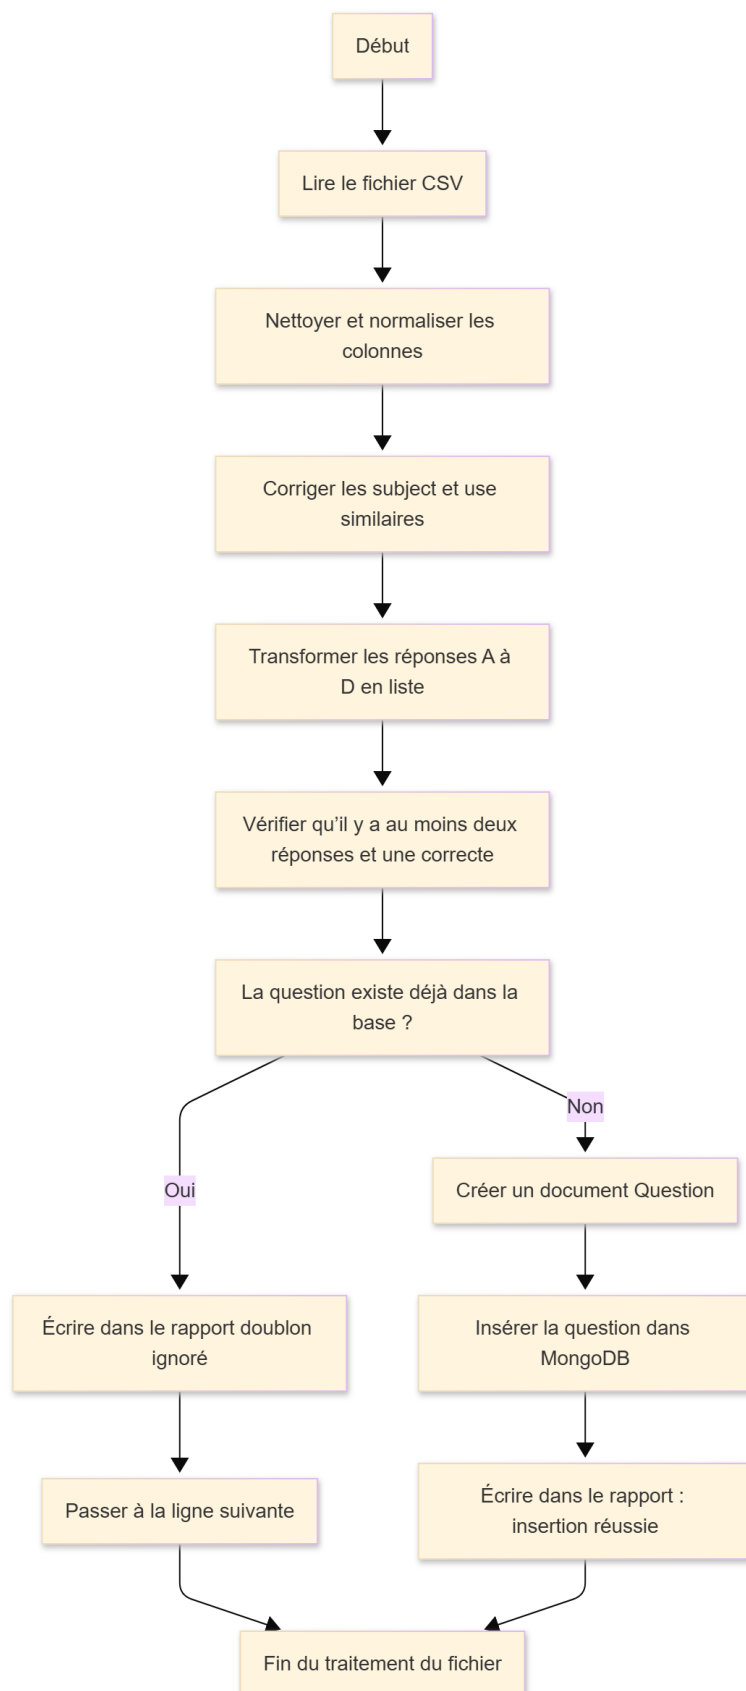 Début
Lire le fichier CSV
Nettoyer et normaliser les
colonnes
Corriger les subject et use
similaires
Transformer les réponses A à
D en liste
Vérifier qu’il y a au moins deux
réponses et une correcte
La question existe déjà dans la
base ?
Non
Oui
Créer un document Question
Écrire dans le rapport doublon
ignoré
Insérer la question dans
MongoDB
Passer à la ligne suivante
Écrire dans le rapport :
insertion réussie
Fin du traitement du fichier